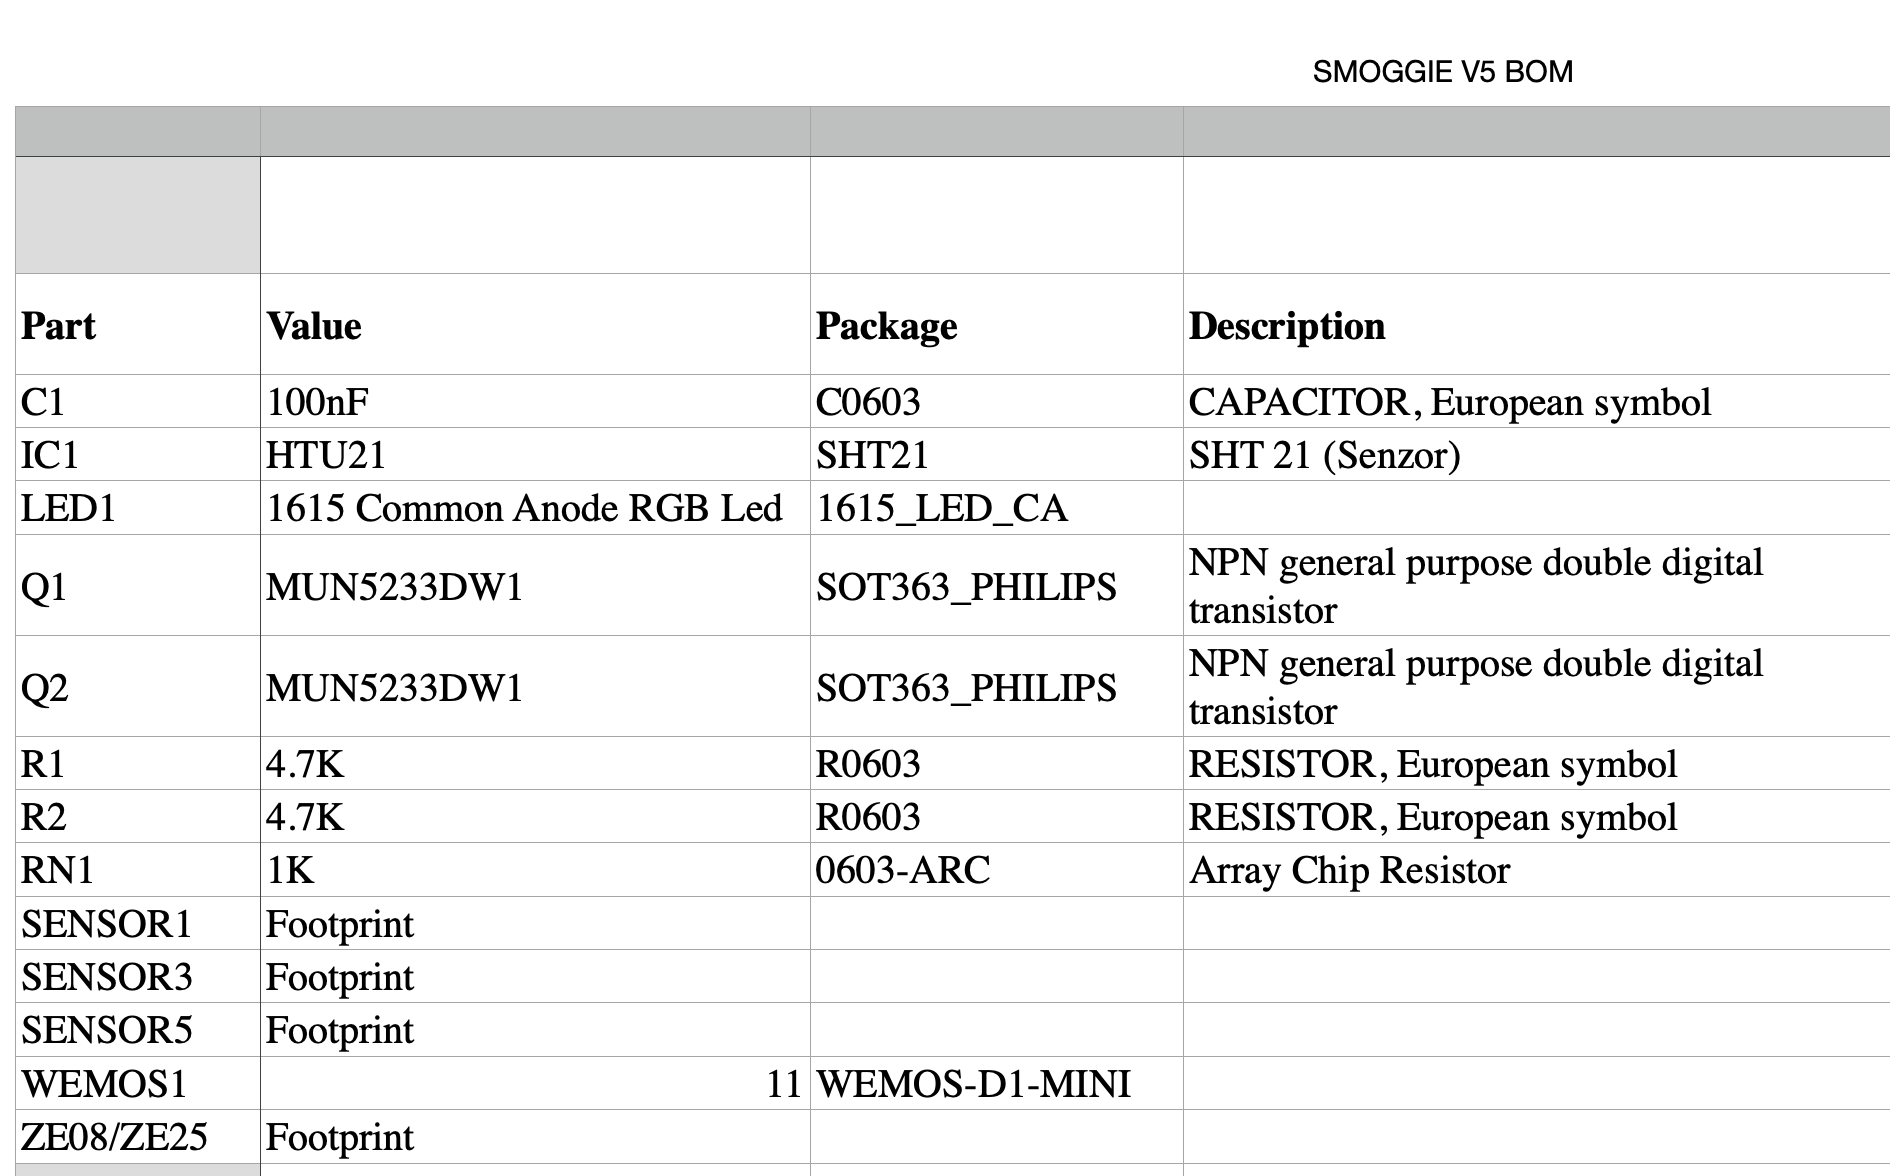 SMOGGIE V5 BOM
Part Value Package Description
C1 100nF C0603 CAPACITOR, European symbol
IC1 HTU21 SHT21 SHT 21 (Senzor)
LED1 1615 Common Anode RGB Led 1615_LED_CA
Q1 MUN5233DW1 SOT363_PHILIPS NPN general purpose double digital
transistor
Q2 MUN5233DW1 SOT363_PHILIPS NPN general purpose double digital
transistor
R1 4.7K R0603 RESISTOR, European symbol
R2 4.7K R0603 RESISTOR, European symbol
RN1 1K 0603-ARC Array Chip Resistor
SENSOR1 Footprint
SENSOR3 Footprint
SENSOR5 Footprint
WEMOS1 11 WEMOS-D1-MINI
ZE08/ZE25 Footprint